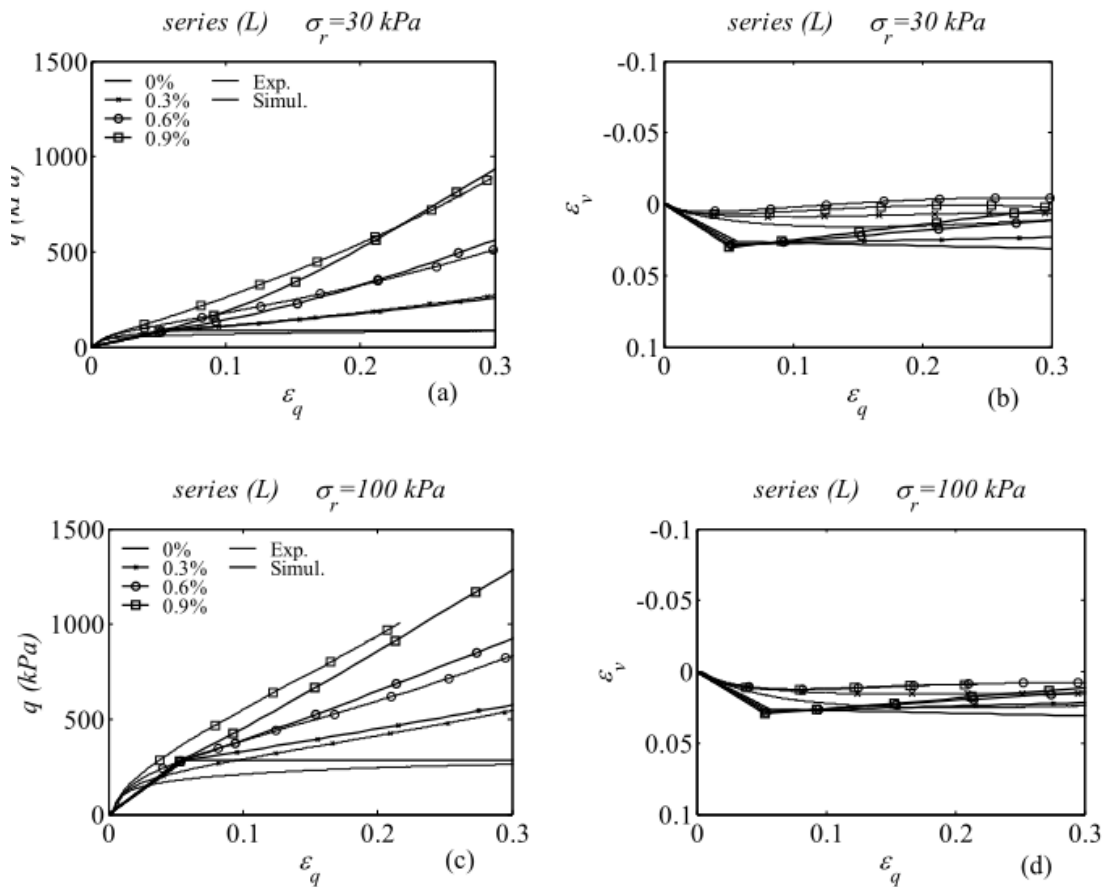 series (L) σr=30 kPa
series (L) σr=30 kPa
1500
1000
500
0
0% Exp.
0.3% Simul.
0.6%
0.9%
0 0.1 0.2 0.3
εq (a)
-0.1
-0.05
0
0.05
0.1
εv
0 0.1 0.2 0.3
εq (b)
series (L) σr=100 kPa
series (L) σr=100 kPa
q (kPa)
1500
1000
500
0
0% Exp.
0.3% Simul.
0.6%
0.9%
0 0.1 0.2 0.3
εq (c)
-0.1
-0.05
0
0.05
0.1
εv
0 0.1 0.2 0.3
εq (d)